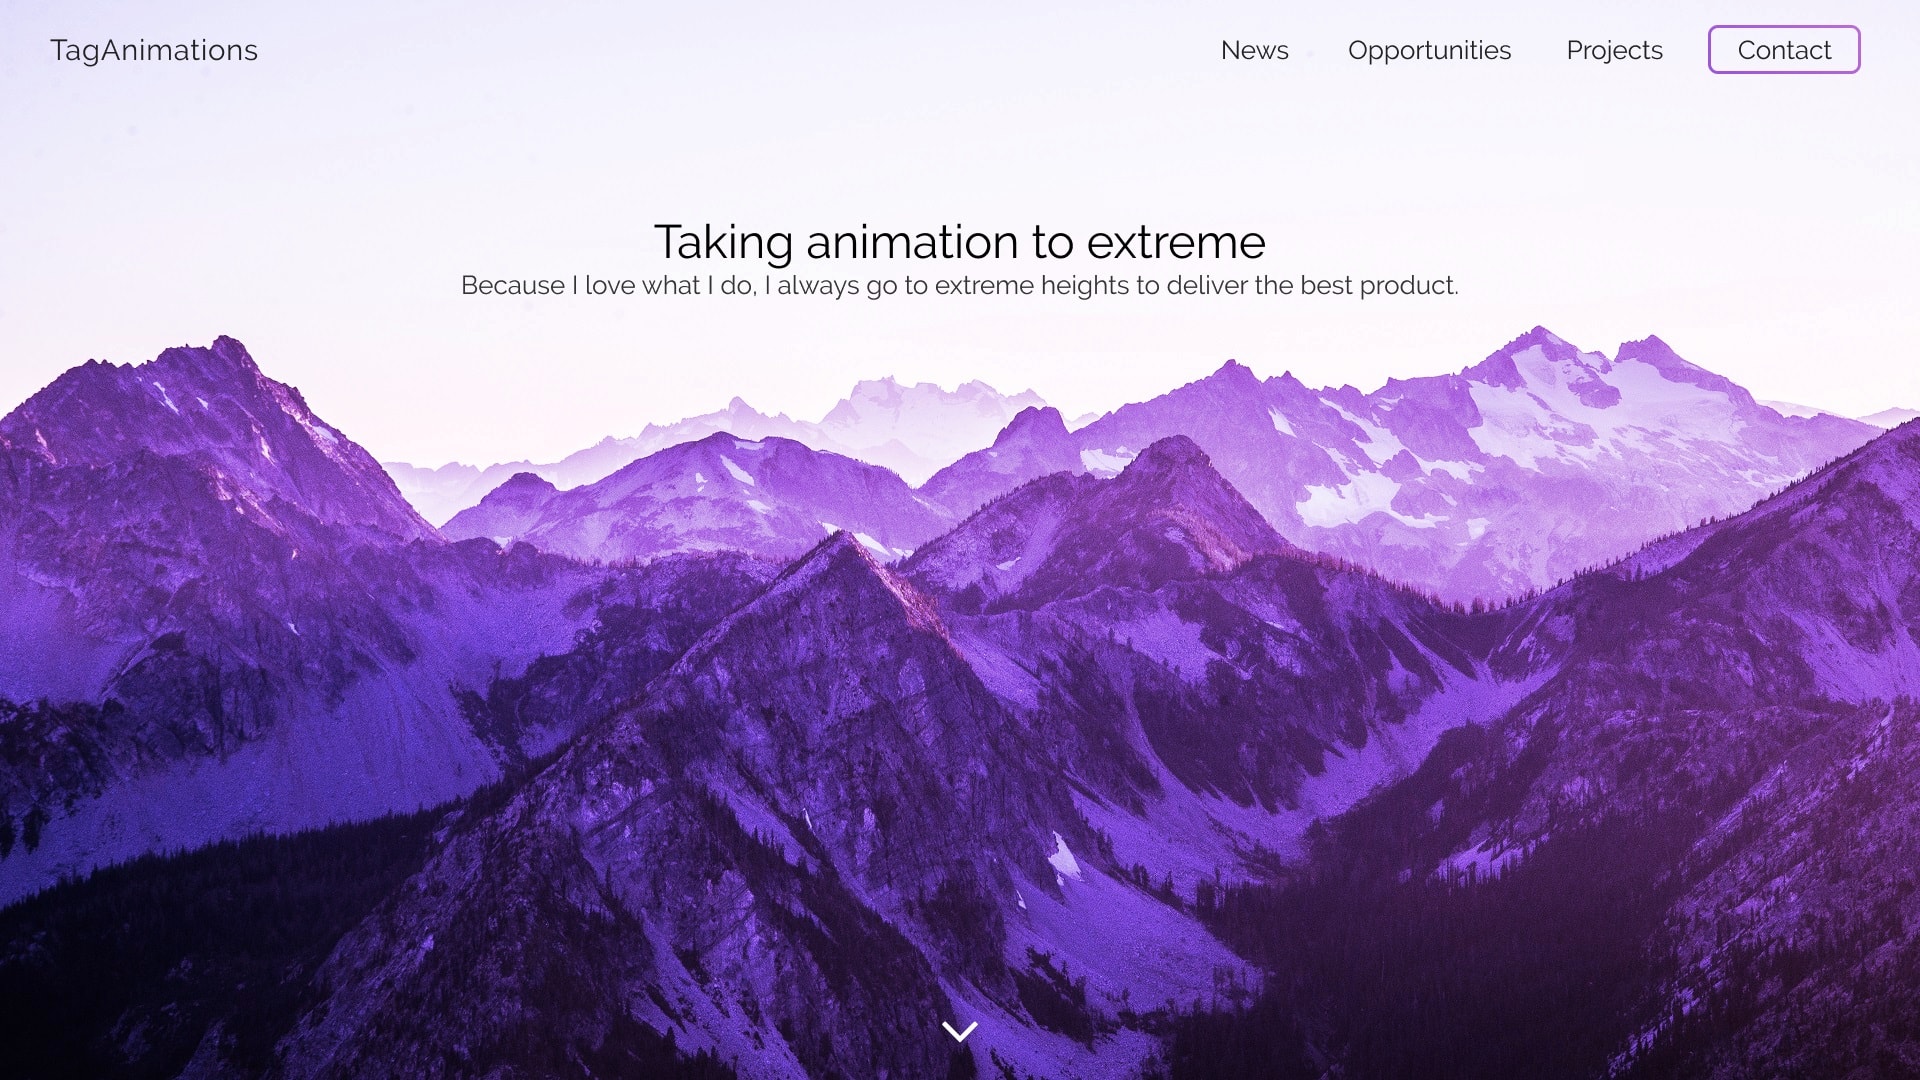 TagAnimations
News
Opportunities
Projects
Contact
Taking animation to extreme
Because I love what I do, I always go to extreme heights to deliver the best product.